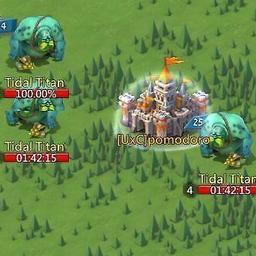 4
Tidal Titan
100.00%
Tidal Titan
01:42:15
25
[UxC]pomodoro
Tidal Titan
4 01:42:15